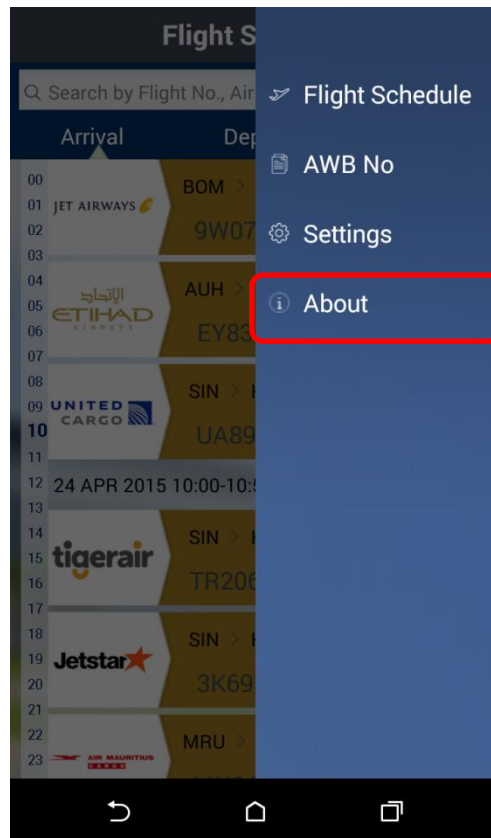 Flight S
Search by Flight No., Air
Arrival
Dep
Flight Schedule
AWB No
Settings
About
00
01
02
03
04
05
06
07
08
09
10
11
12
13
14
15
16
17
18
19
20
21
22
23
JET AIRWAYS
BOM >
9W07
الإتحاد
ETIHAD
AIRWAYS
AUH >
EY83
UNITED
CARGO
SIN > H
UA89
24 APR 2015 10:00-10:5
tigerair
SIN > H
TR206
Jetstar
SIN > H
3K69
AIR MAURITIUS
CARGO
MRU >